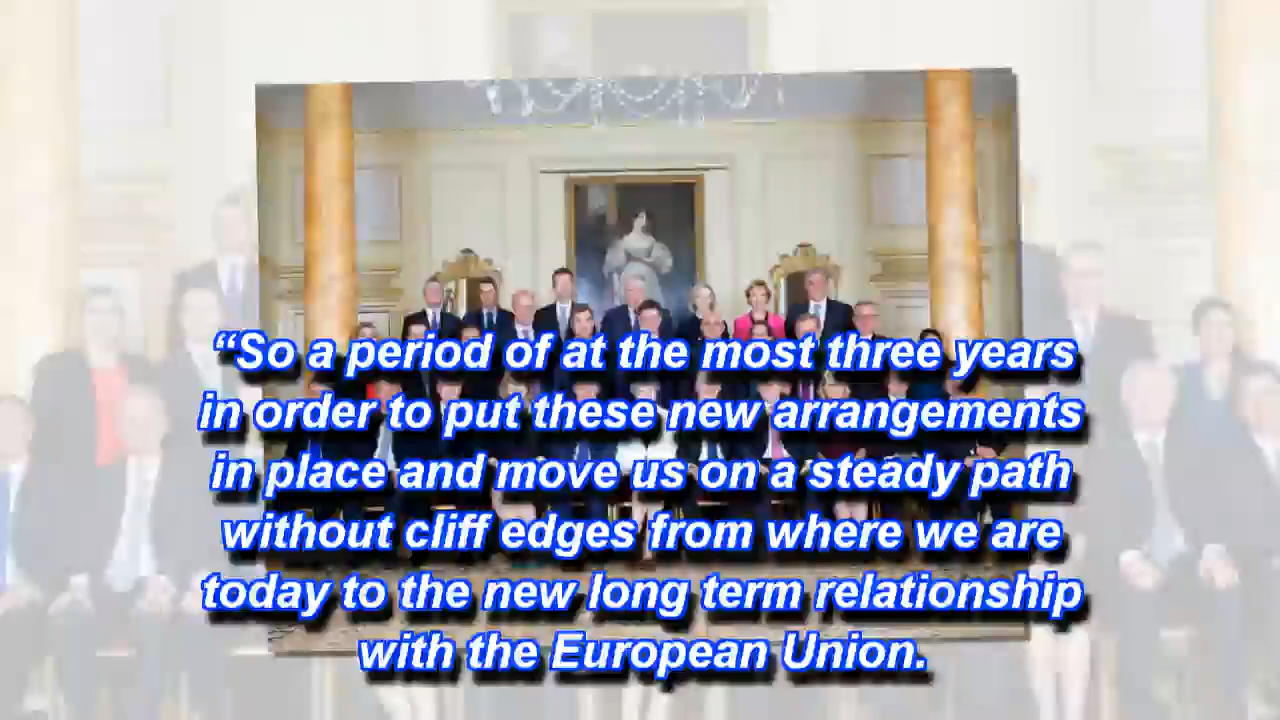 “So a period of at the most three years
in order to put these new arrangements
in place and move us on a steady path
without cliff edges from where we are
today to the new long term relationship
with the European Union.